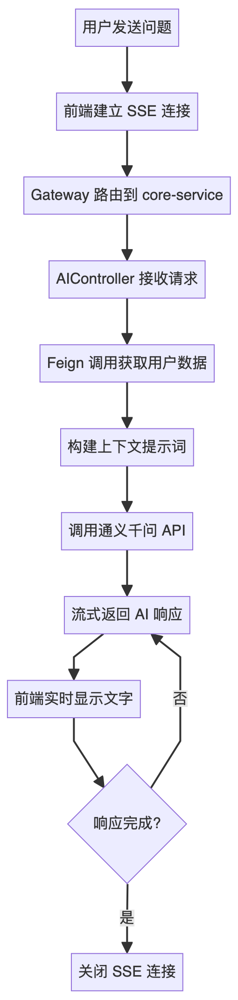 用户发送问题
前端建立 SSE 连接
Gateway 路由到 core-service
AIController 接收请求
Feign 调用获取用户数据
构建上下文提示词
调用通义千问 API
流式返回 AI 响应
前端实时显示文字
否
响应完成?
是
关闭 SSE 连接